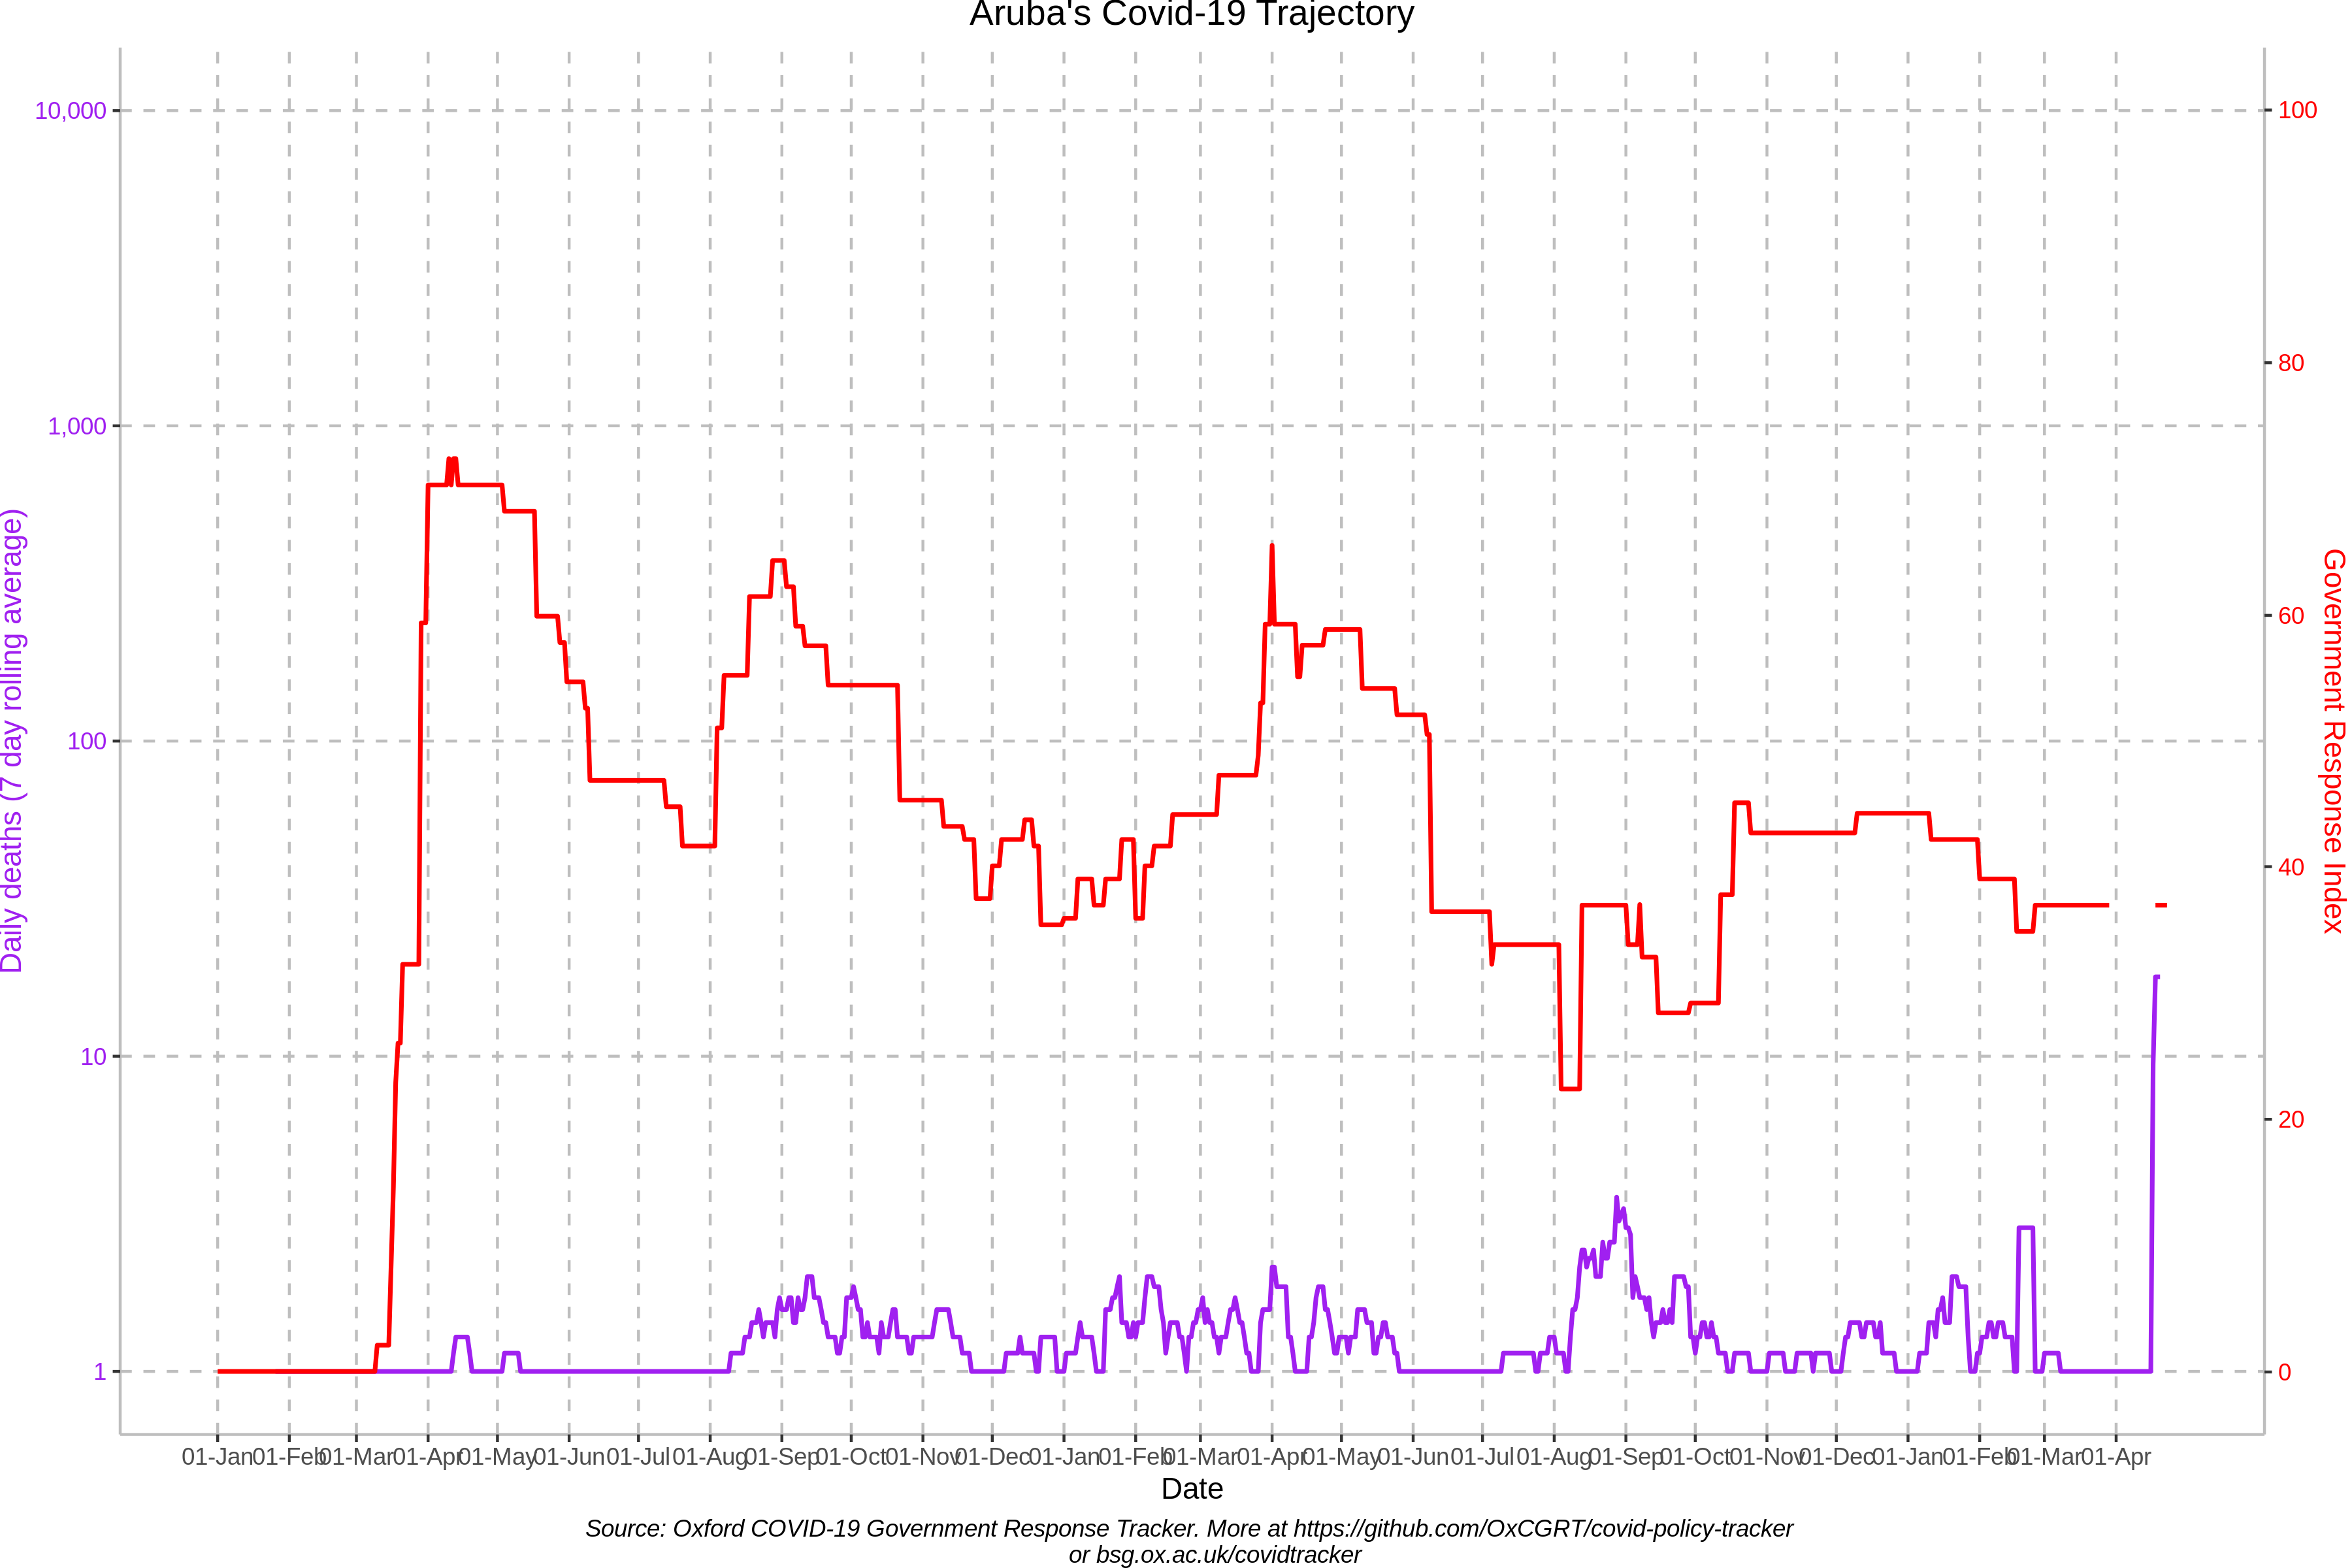 Aruba's Covid-19 Trajectory
10,000
1,000
100
10
1
Daily deaths (7 day rolling average)
100
80
60
40
20
0
Government Response Index
01-Jan 01-Feb 01-Mar 01-Apr 01-May 01-Jun 01-Jul 01-Aug 01-Sep 01-Oct 01-Nov 01-Dec 01-Jan 01-Feb 01-Mar 01-Apr 01-May 01-Jun 01-Jul 01-Aug 01-Sep 01-Oct 01-Nov 01-Dec 01-Jan 01-Feb 01-Mar 01-Apr
Date
Source: Oxford COVID-19 Government Response Tracker. More at https://github.com/OxCGRT/covid-policy-tracker
or bsg.ox.ac.uk/covidtracker